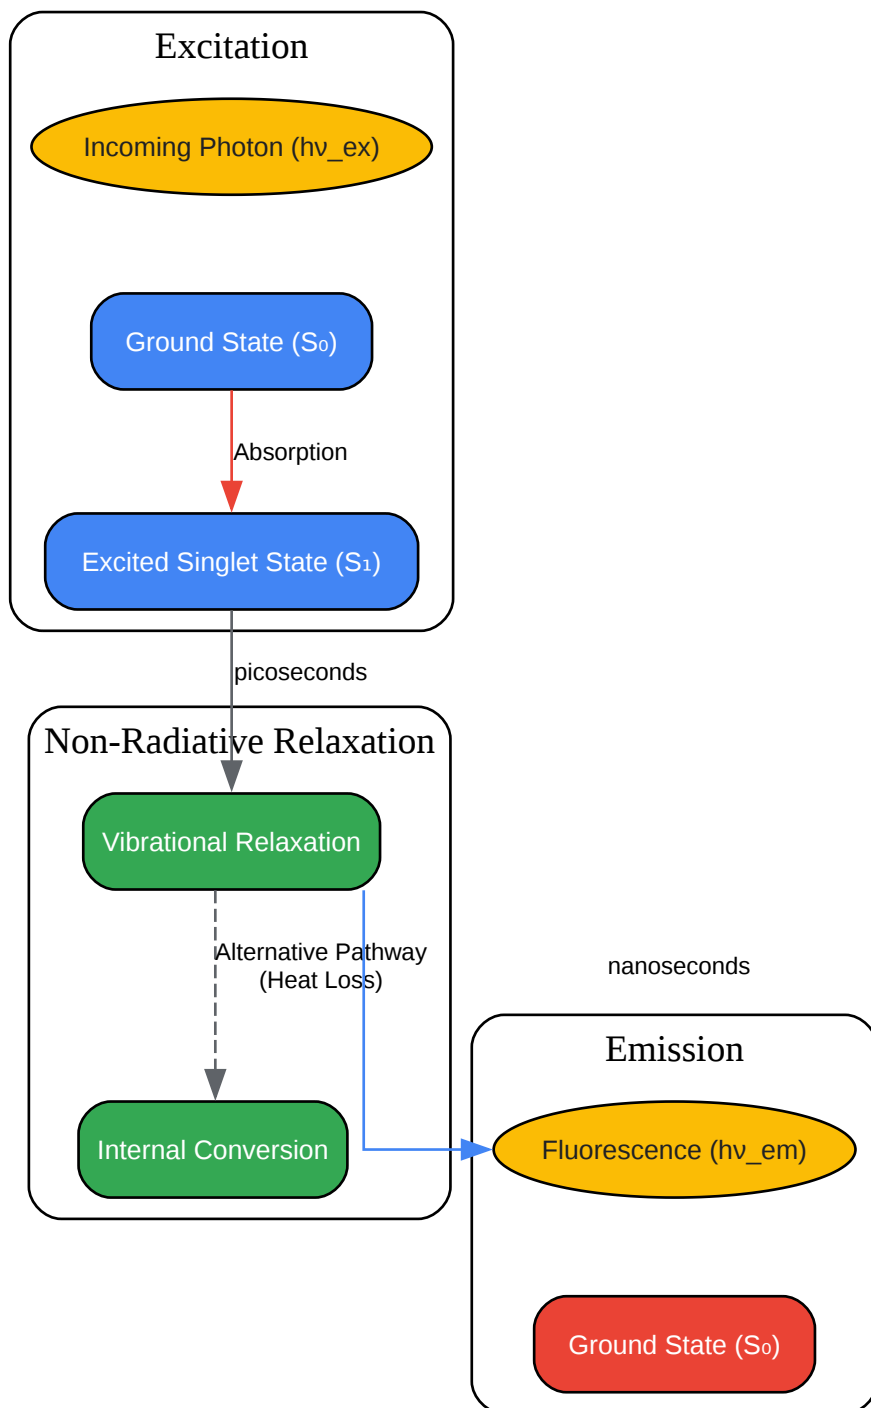 Excitation
Incoming Photon (hν_ex)
Ground State (S₀)
Absorption
Excited Singlet State (S₁)
picoseconds
Non-Radiative Relaxation
Vibrational Relaxation
Alternative Pathway
(Heat Loss)
nanoseconds
Emission
Internal Conversion
Fluorescence (hν_em)
Ground State (S₀)